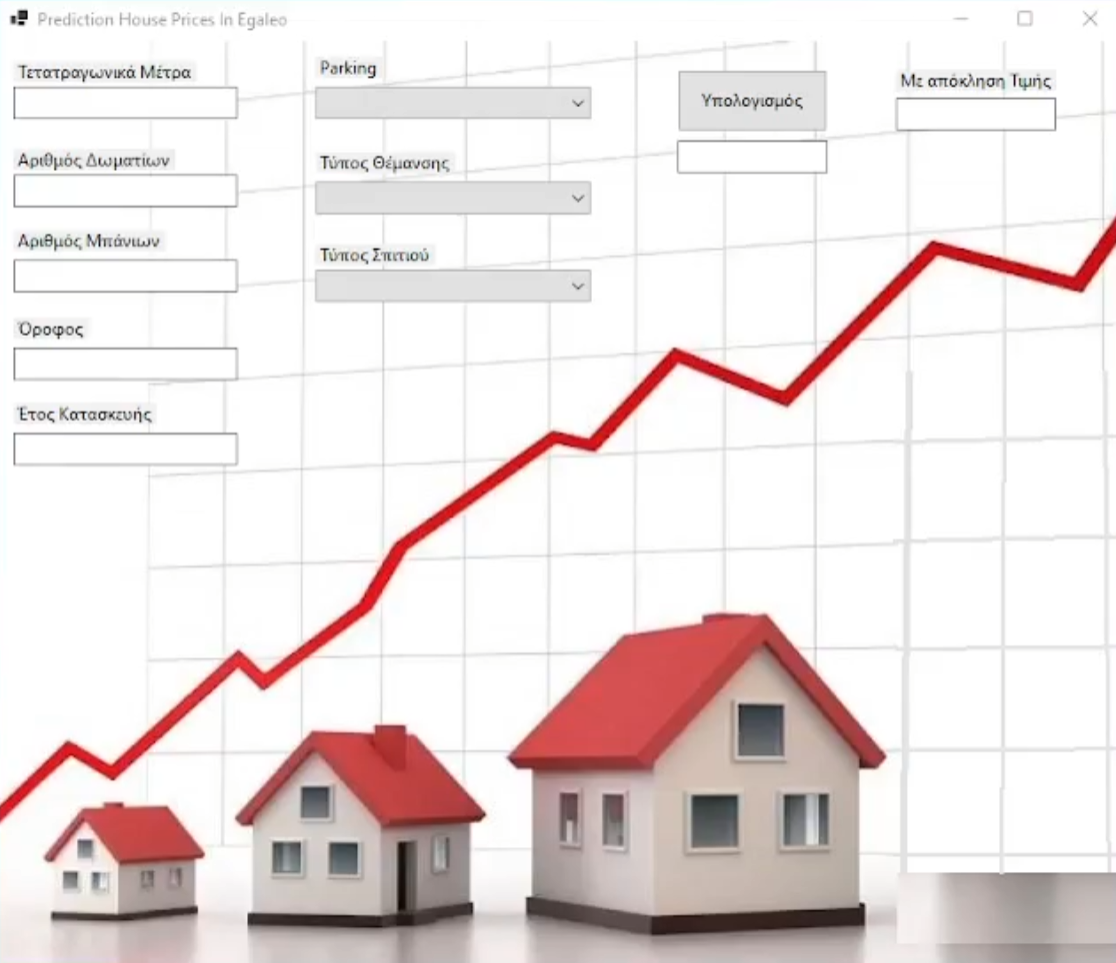 Prediction House Prices In Egaleo
Τετατραγωνικά Μέτρα
Αριθμός Δωματίων
Αριθμός Μπάνιων
Όροφος
Έτος Κατασκευής
Parking
Τύπος Θέμανσης
Τύπος Σπιτιού
Υπολογισμός
Με απόκληση Τιμής